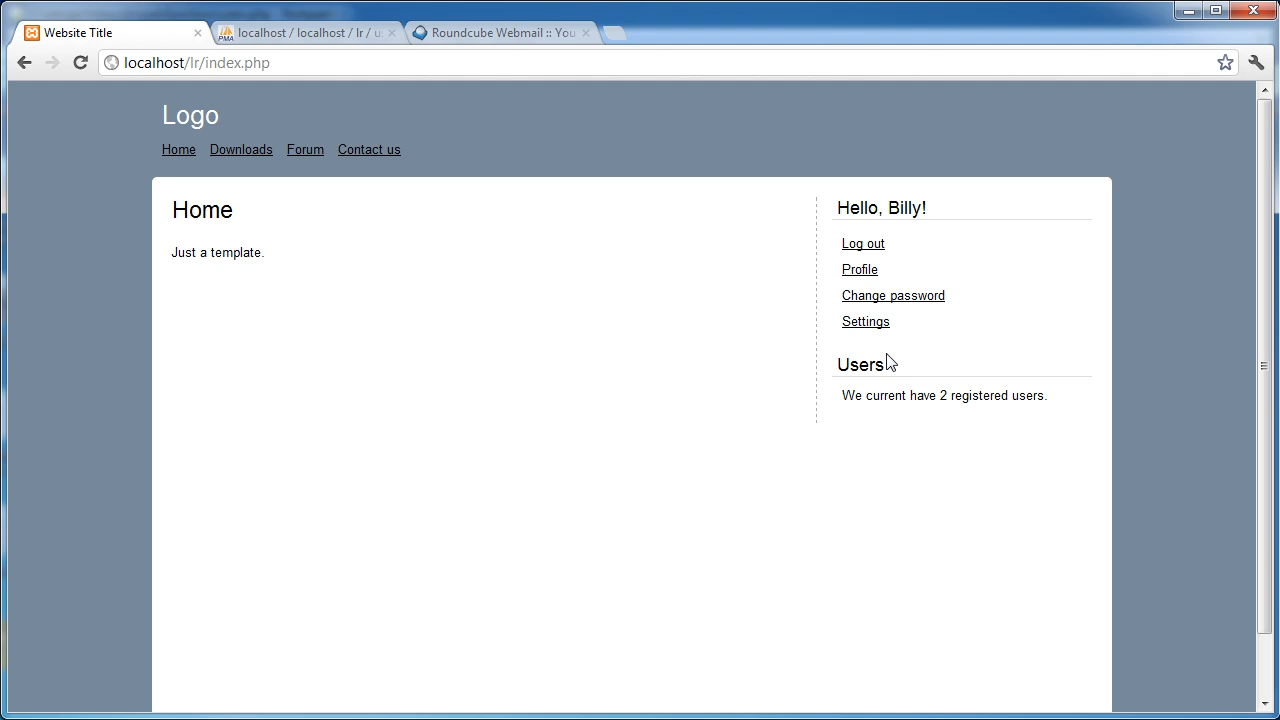 Website Title
localhost / localhost / lr / u
Roundcube Webmail :: You
localhost/lr/index.php
Logo
Home Downloads Forum Contact us
Home
Just a template.
Hello, Billy!
Log out
Profile
Change password
Settings
Users
We current have 2 registered users.